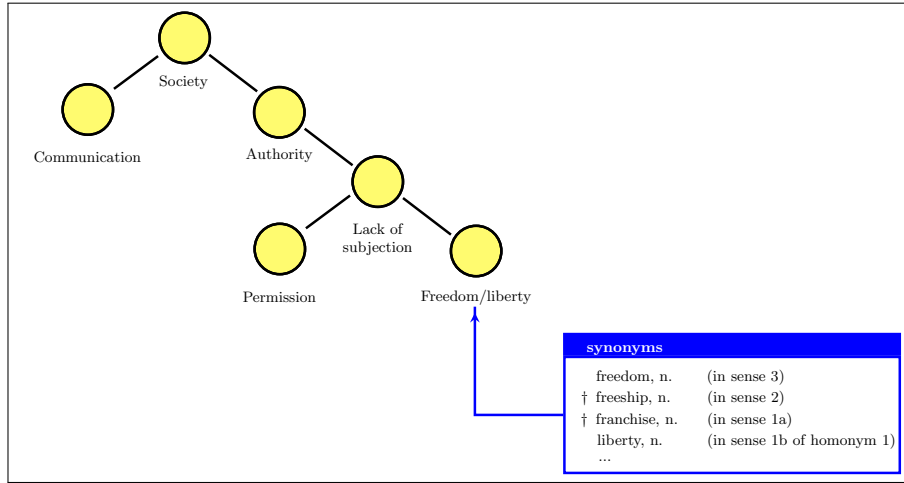 Society
Communication
Authority
Lack of
subjection
Permission
Freedom/liberty
synonyms
freedom, n. (in sense 3)
† freeship, n. (in sense 2)
† franchise, n. (in sense 1a)
liberty, n. (in sense 1b of homonym 1)
...